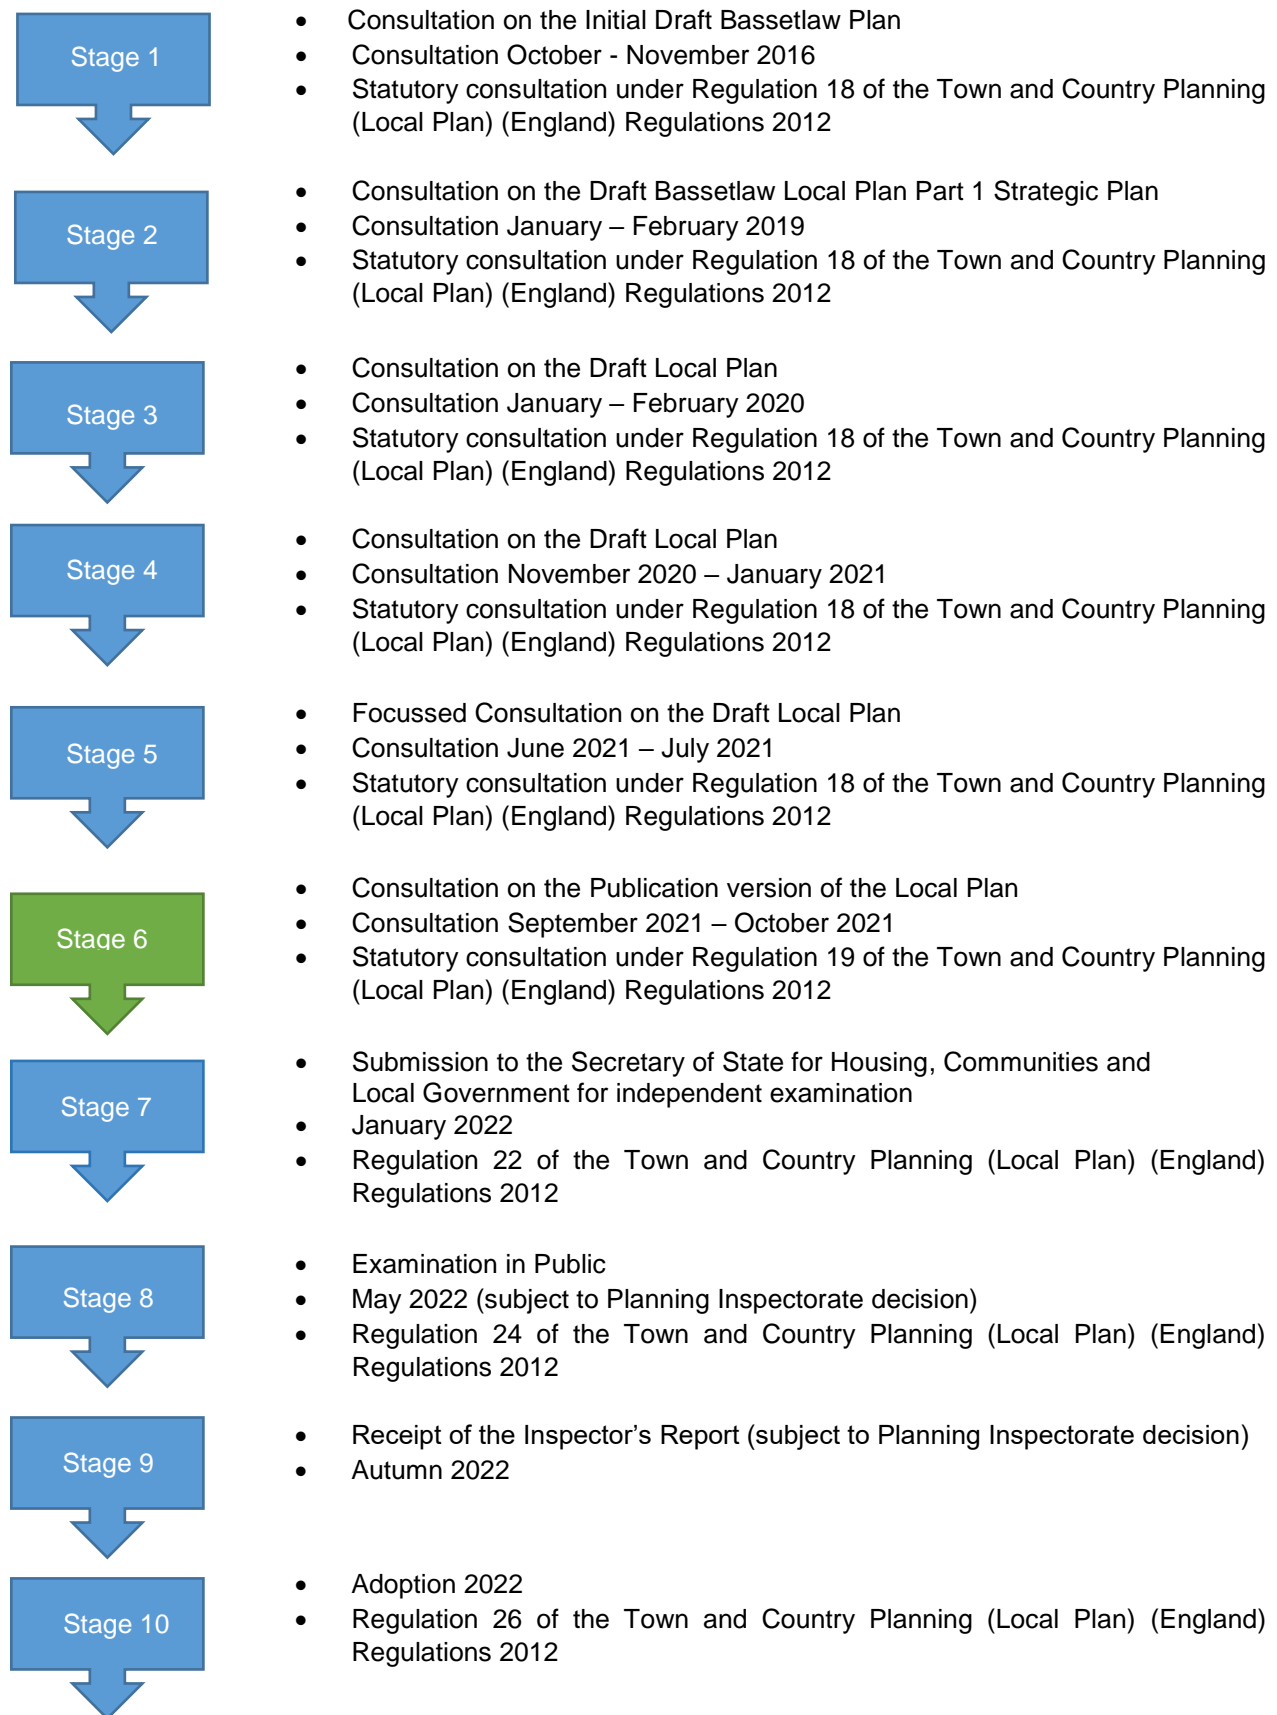 Stage 1
• Consultation on the Initial Draft Bassetlaw Plan
• Consultation October - November 2016
• Statutory consultation under Regulation 18 of the Town and Country Planning
(Local Plan) (England) Regulations 2012
Stage 2
• Consultation on the Draft Bassetlaw Local Plan Part 1 Strategic Plan
• Consultation January – February 2019
• Statutory consultation under Regulation 18 of the Town and Country Planning
(Local Plan) (England) Regulations 2012
Stage 3
• Consultation on the Draft Local Plan
• Consultation January – February 2020
• Statutory consultation under Regulation 18 of the Town and Country Planning
(Local Plan) (England) Regulations 2012
Stage 4
• Consultation on the Draft Local Plan
• Consultation November 2020 – January 2021
• Statutory consultation under Regulation 18 of the Town and Country Planning
(Local Plan) (England) Regulations 2012
Stage 5
• Focussed Consultation on the Draft Local Plan
• Consultation June 2021 – July 2021
• Statutory consultation under Regulation 18 of the Town and Country Planning
(Local Plan) (England) Regulations 2012
Stage 6
• Consultation on the Publication version of the Local Plan
• Consultation September 2021 – October 2021
• Statutory consultation under Regulation 19 of the Town and Country Planning
(Local Plan) (England) Regulations 2012
Stage 7
• Submission to the Secretary of State for Housing, Communities and
Local Government for independent examination
• January 2022
• Regulation 22 of the Town and Country Planning (Local Plan) (England)
Regulations 2012
Stage 8
• Examination in Public
• May 2022 (subject to Planning Inspectorate decision)
• Regulation 24 of the Town and Country Planning (Local Plan) (England)
Regulations 2012
Stage 9
• Receipt of the Inspector’s Report (subject to Planning Inspectorate decision)
• Autumn 2022
Stage 10
• Adoption 2022
• Regulation 26 of the Town and Country Planning (Local Plan) (England)
Regulations 2012